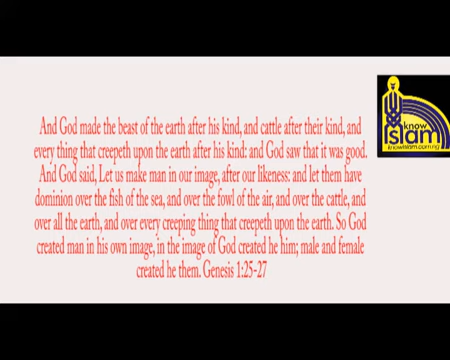 And God made the beast of the earth after his kind, and cattle after their kind, and
every thing that creepeth upon the earth after his kind: and God saw that it was good.
And God said, Let us make man in our image, after our likeness: and let them have
dominion over the fish of the sea, and over the fowl of the air, and over the cattle, and
over all the earth, and over every creeping thing that creepeth upon the earth. So God
created man in his own image, in the image of God created he him; male and female
created he them. Genesis 1:25-27
know
islam